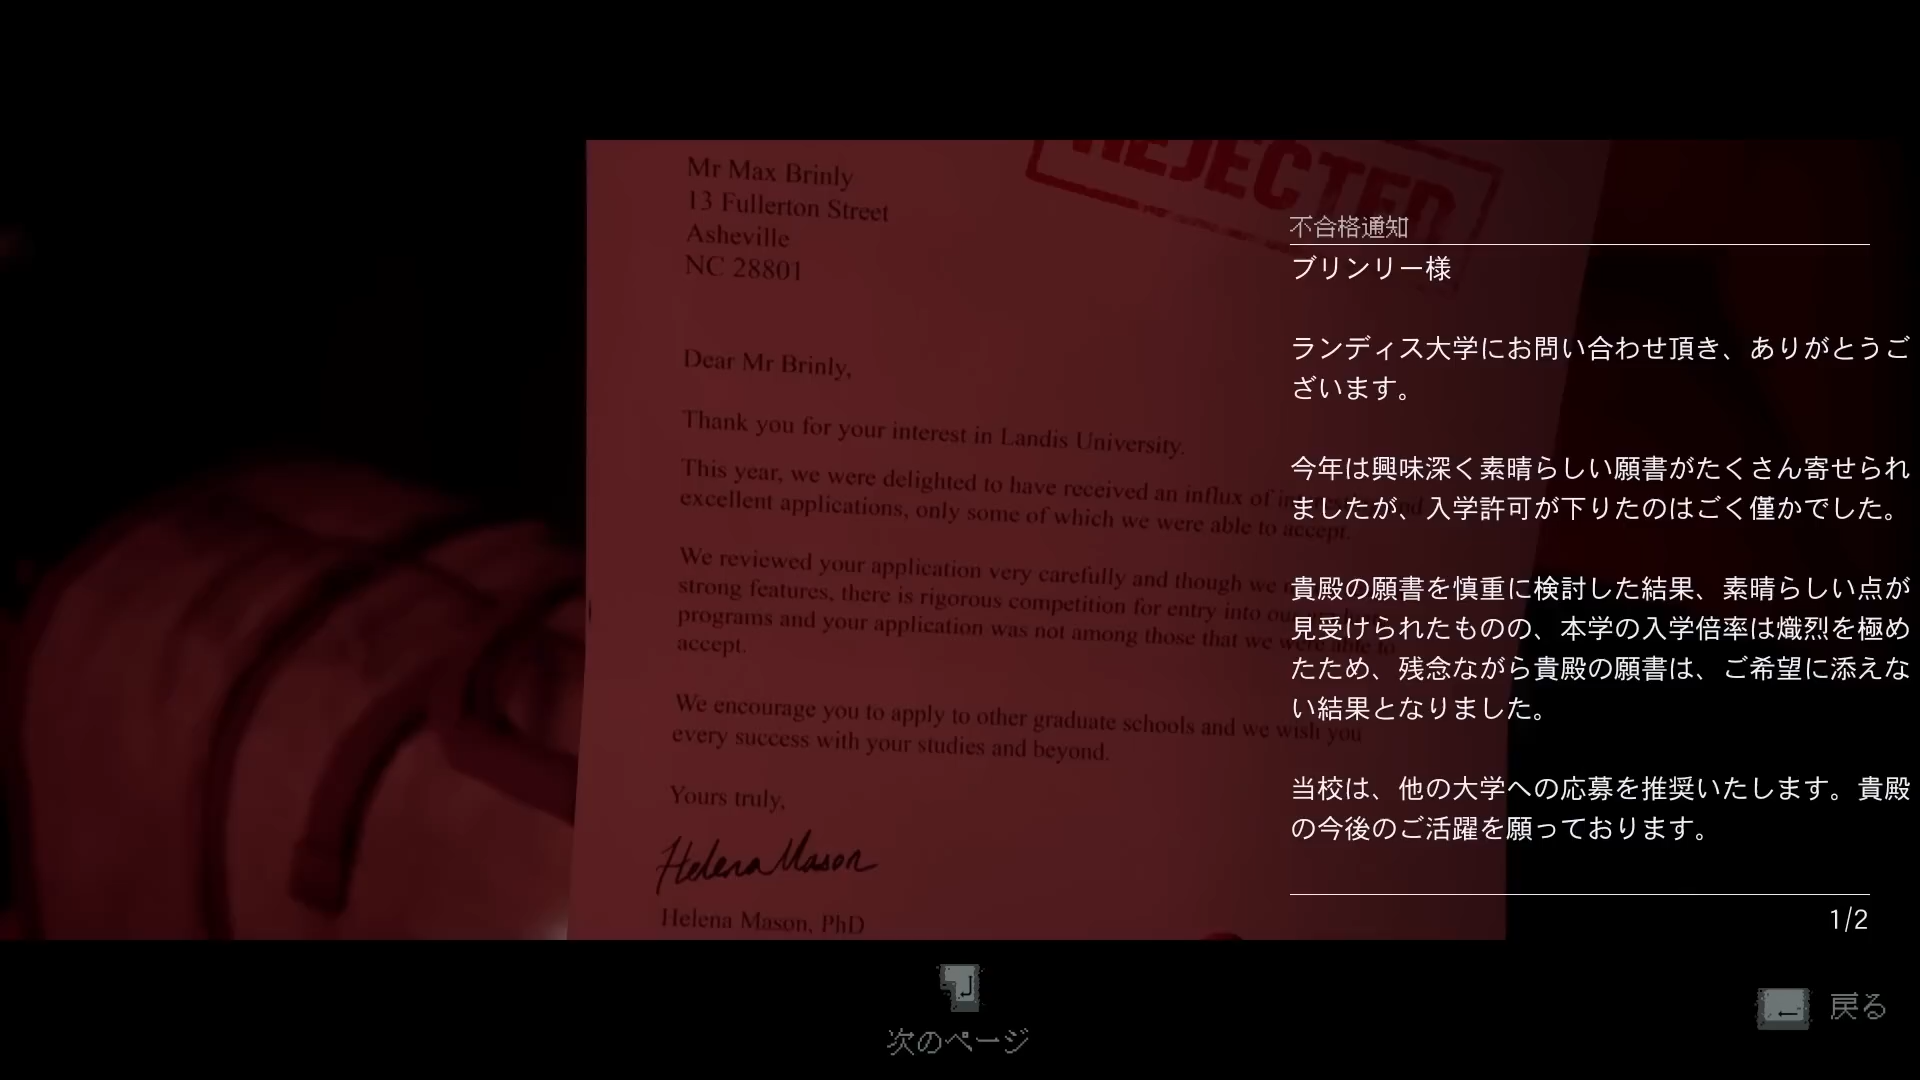 Mr Max Brinly
13 Fullerton Street
Asheville
NC 28801
REJECTED
Dear Mr Brinly,
Thank you for your interest in Landis University.
This year, we were delighted to have received an influx of
excellent applications, only some of which we were able to accept.
We reviewed your application very carefully and though we
strong features, there is rigorous competition for entry into our
programs and your application was not among those that we were able to
accept.
We encourage you to apply to other graduate schools and we wish you
every success with your studies and beyond.
Yours truly,
Helena Mason
Helena Mason, PhD
不合格通知
ブリンリー様
ランディス大学にお問い合わせ頂き、ありがとうご
ざいます。
今年は興味深く素晴らしい願書がたくさん寄せられ
ましたが、入学許可が下りたのはごく僅かでした。
貴殿の願書を慎重に検討した結果、素晴らしい点が
見受けられたものの、本学の入学倍率は熾烈を極め
たため、残念ながら貴殿の願書は、ご希望に添えな
い結果となりました。
当校は、他の大学への応募を推奨いたします。貴殿
の今後のご活躍を願っております。
1/2
次のページ
戻る